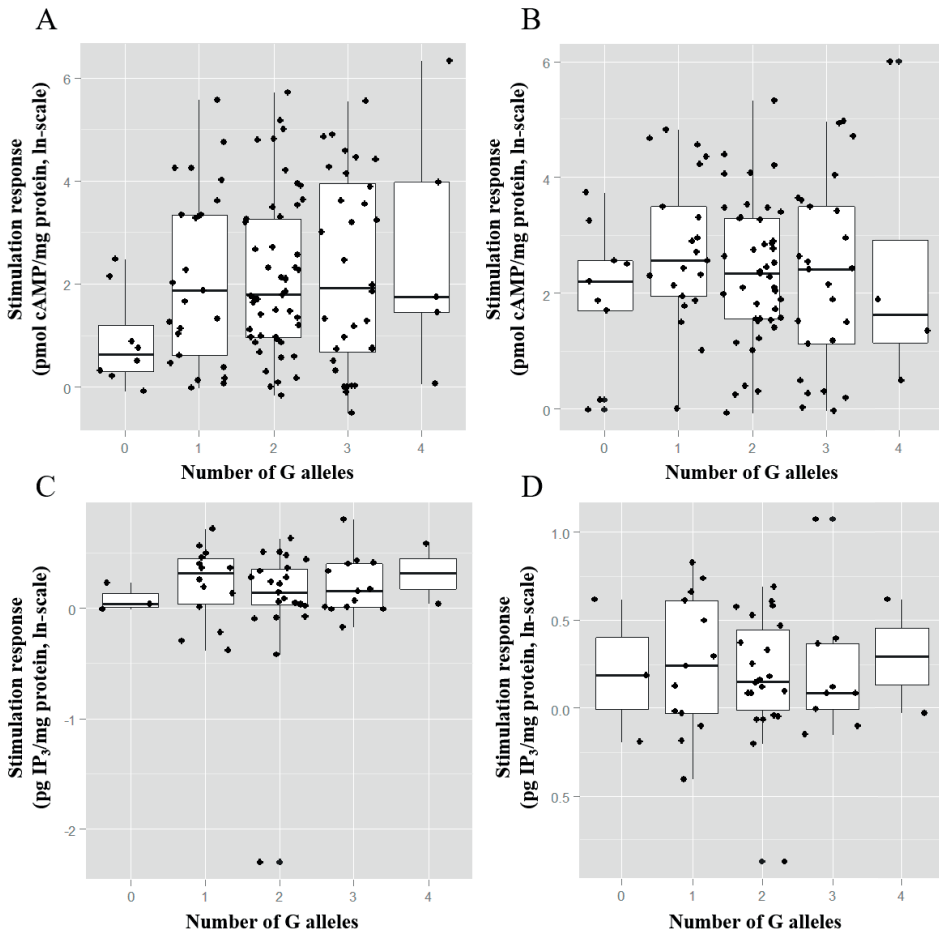 A
Stimulation response
(pmol cAMP/mg protein, ln-scale)
6
4
2
0
0 1 2 3 4
Number of G alleles
B
Stimulation response
(pmol cAMP/mg protein, ln-scale)
6
4
2
0
0 1 2 3 4
Number of G alleles
C
Stimulation response
(pg IP₃/mg protein, ln-scale)
0
-1
-2
0 1 2 3 4
Number of G alleles
D
Stimulation response
(pg IP₃/mg protein, ln-scale)
1.0
0.5
0.0
0.5
0 1 2 3 4
Number of G alleles